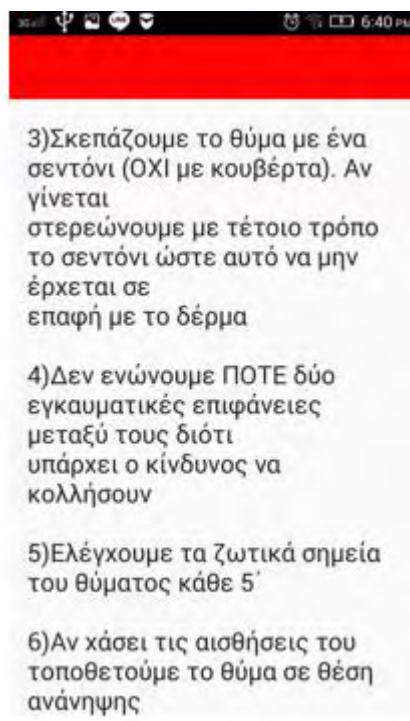 6:40 PM
3)Σκεπάζουμε το θύμα με ένα
σεντόνι (ΟΧΙ με κουβέρτα). Αν
γίνεται
στερεώνουμε με τέτοιο τρόπο
το σεντόνι ώστε αυτό να μην
έρχεται σε
επαφή με το δέρμα
4)Δεν ενώνουμε ΠΟΤΕ δύο
εγκαυματικές επιφάνειες
μεταξύ τους διότι
υπάρχει ο κίνδυνος να
κολλήσουν
5)Ελέγχουμε τα ζωτικά σημεία
του θύματος κάθε 5΄
6)Αν χάσει τις αισθήσεις του
τοποθετούμε το θύμα σε θέση
ανάνηψης